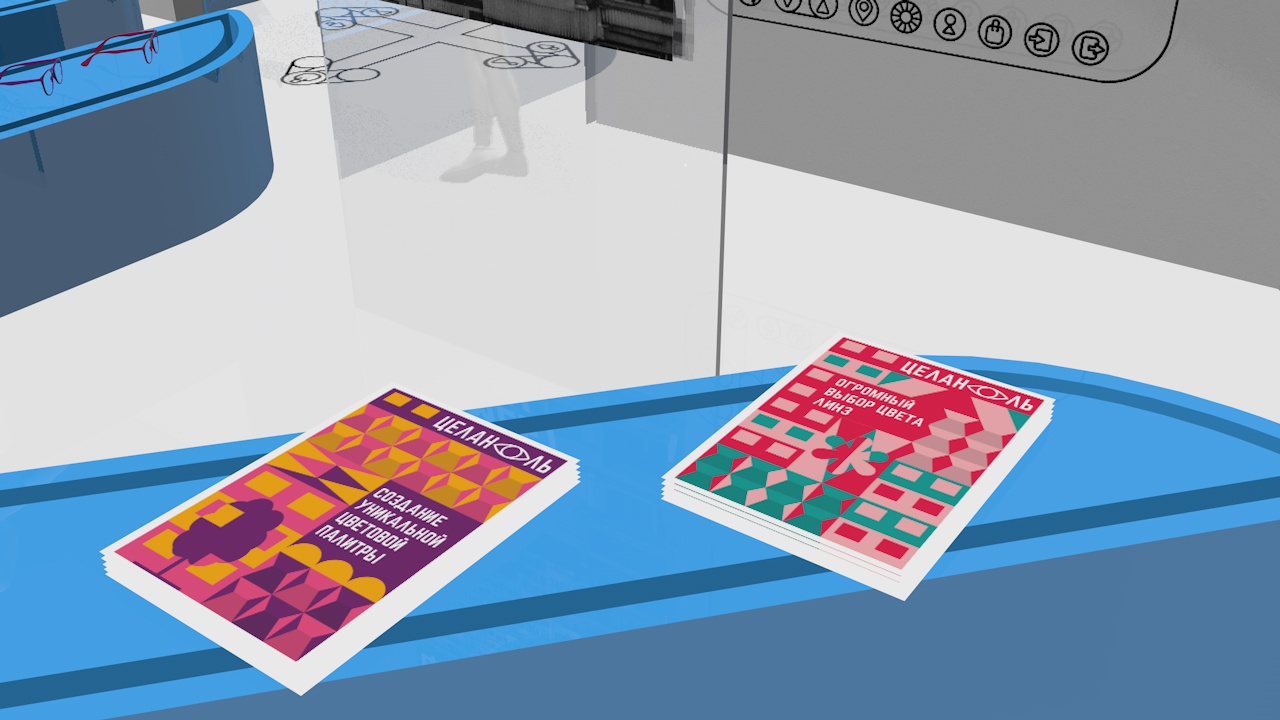 ЦЕЛАНОЛЬ
СОЗДАНИЕ
УНИКАЛЬНОЙ
ЦВЕТОВОЙ
ПАЛИТРЫ
ЦЕЛАНОЛЬ
ОГРОМНЫЙ
ВЫБОР ЦВЕТА
ЛИНЗ